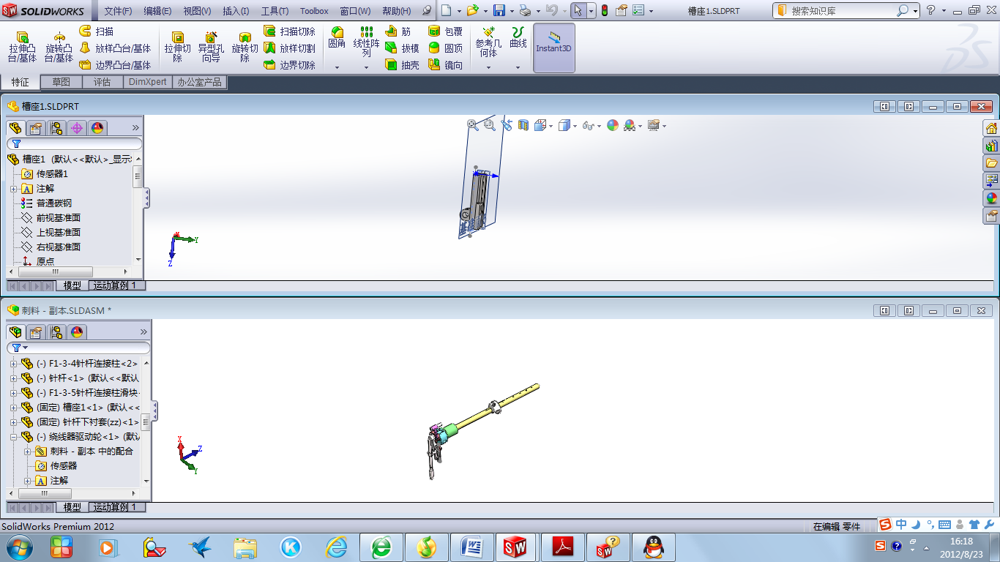 SOLIDWORKS 文件(F) 编辑(E) 视图(V) 插入(I) 工具(T) Toolbox 窗口(W) 帮助(H) 槽座1.SLDPRT 搜索知识库
拉伸凸台/基体 旋转凸台/基体 扫描 放样凸台/基体 边界凸台/基体 拉伸切除 异型孔向导 旋转切除 扫描切除 放样切割 边界切除 圆角 线性阵列 筋 拔模 抽壳 包覆 圆顶 镜向 参考几何体 曲线 Instant3D
特征 草图 评估 DimXpert 办公室产品
槽座1.SLDPRT
槽座1 (默认<<默认>_显示
传感器1
注解
普通碳钢
前视基准面
上视基准面
右视基准面
原点
Y
Z
模型 运动算例 1
刺料 - 副本.SLDASM *
(-) F1-3-4针杆连接柱<2>
(-) 针杆<1> (默认<<默认
(-) F1-3-5针杆连接柱滑块
(固定) 槽座1<1> (默认<<
(固定) 针杆下衬套(zz)<1>
(-) 绕线器驱动轮<1> (默认
刺料 - 副本 中的配合
传感器
注解
X
Z
Y
模型 运动算例 1
SolidWorks Premium 2012 在编辑 零件 中
16:18
2012/8/23